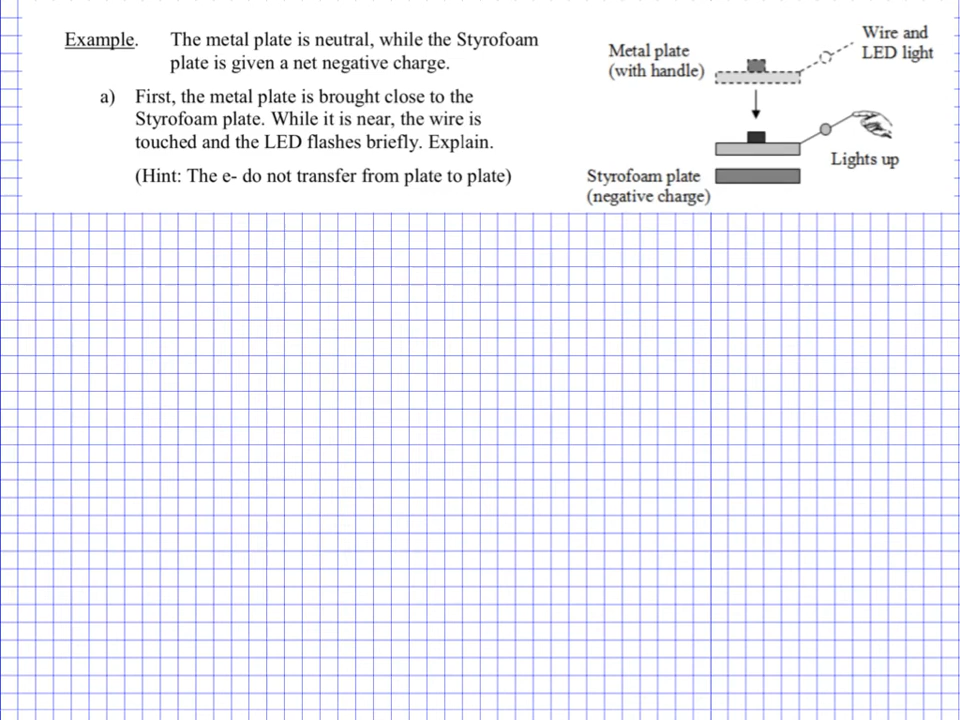 Example. The metal plate is neutral, while the Styrofoam
plate is given a net negative charge.
a) First, the metal plate is brought close to the
Styrofoam plate. While it is near, the wire is
touched and the LED flashes briefly. Explain.
(Hint: The e- do not transfer from plate to plate)
Wire and
LED light
Metal plate
(with handle)
Lights up
Styrofoam plate
(negative charge)